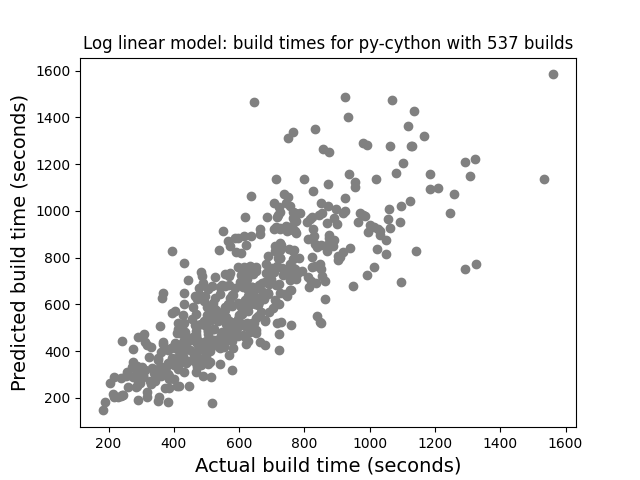 Log linear model: build times for py-cython with 537 builds
1600
1400
1200
1000
800
600
400
200
Predicted build time (seconds)
200 400 600 800 1000 1200 1400 1600
Actual build time (seconds)